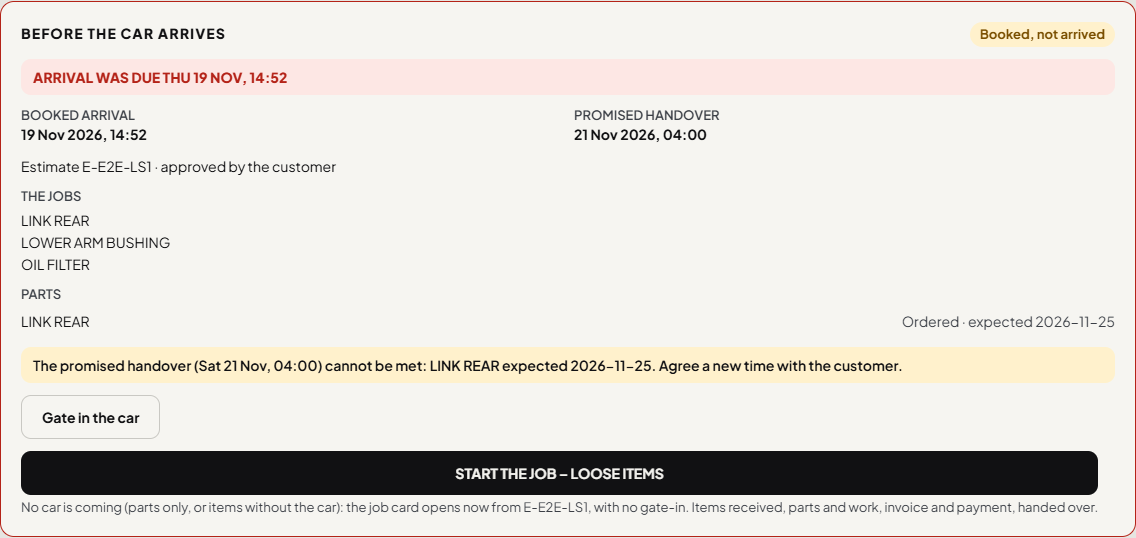 BEFORE THE CAR ARRIVES
Booked, not arrived
ARRIVAL WAS DUE THU 19 NOV, 14:52
BOOKED ARRIVAL
19 Nov 2026, 14:52
PROMISED HANDOVER
21 Nov 2026, 04:00
Estimate E-E2E-LS1 · approved by the customer
THE JOBS
LINK REAR
LOWER ARM BUSHING
OIL FILTER
PARTS
LINK REAR
Ordered · expected 2026-11-25
The promised handover (Sat 21 Nov, 04:00) cannot be met: LINK REAR expected 2026-11-25. Agree a new time with the customer.
Gate in the car
START THE JOB – LOOSE ITEMS
No car is coming (parts only, or items without the car): the job card opens now from E-E2E-LS1, with no gate-in. Items received, parts and work, invoice and payment, handed over.